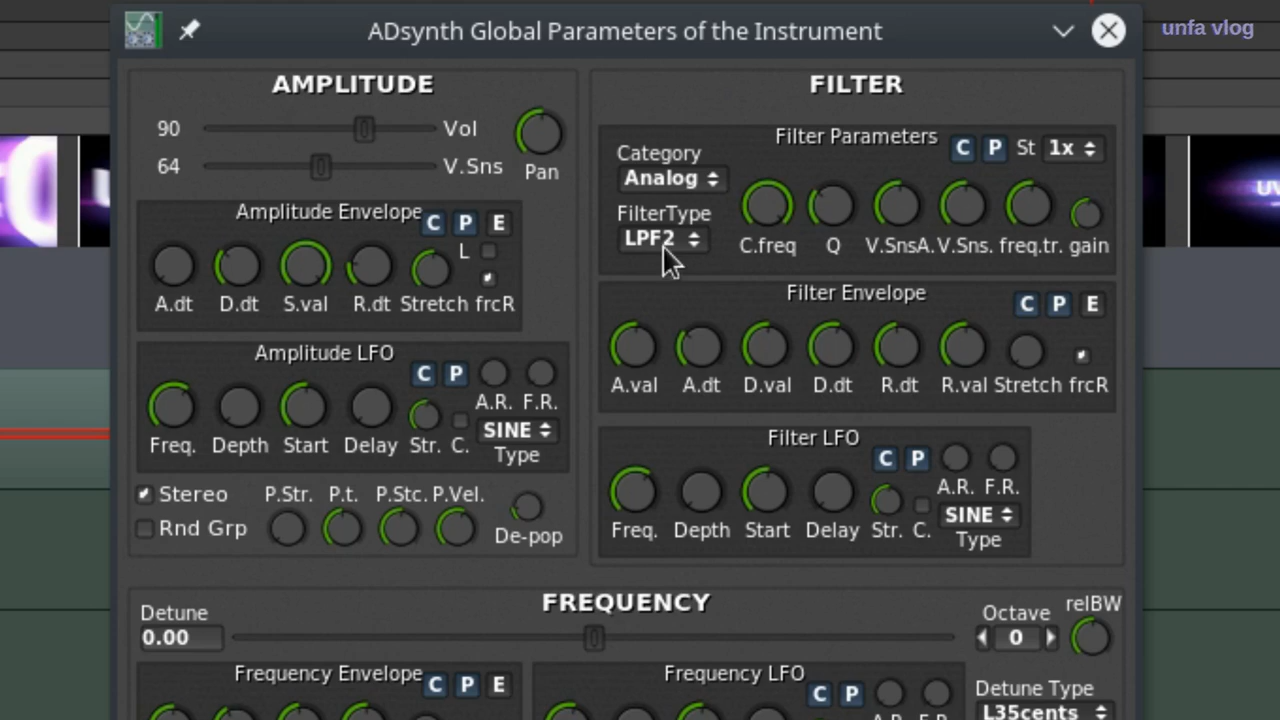 ADsynth Global Parameters of the Instrument
unfa vlog
AMPLITUDE
90 Vol
64 V.Sns
Pan
Amplitude Envelope C P E
L
A.dt D.dt S.val R.dt Stretch frcR
Amplitude LFO
C P
A.R. F.R.
SINE
Freq. Depth Start Delay Str. C.
Type
Stereo P.Str. P.t. P.Stc. P.Vel.
Rnd Grp
De-pop
FILTER
Filter Parameters C P St 1x
Category
Analog
FilterType
LPF2
C.freq Q V.SnsA. V.Sns. freq.tr. gain
Filter Envelope
C P E
A.val A.dt D.val D.dt R.dt R.val Stretch frcR
Filter LFO
C P
A.R. F.R.
SINE
Freq. Depth Start Delay Str. C.
Type
FREQUENCY
Detune
0.00
Octave
0
relBW
Frequency Envelope C P E
Frequency LFO
C P
Detune Type
L35cents